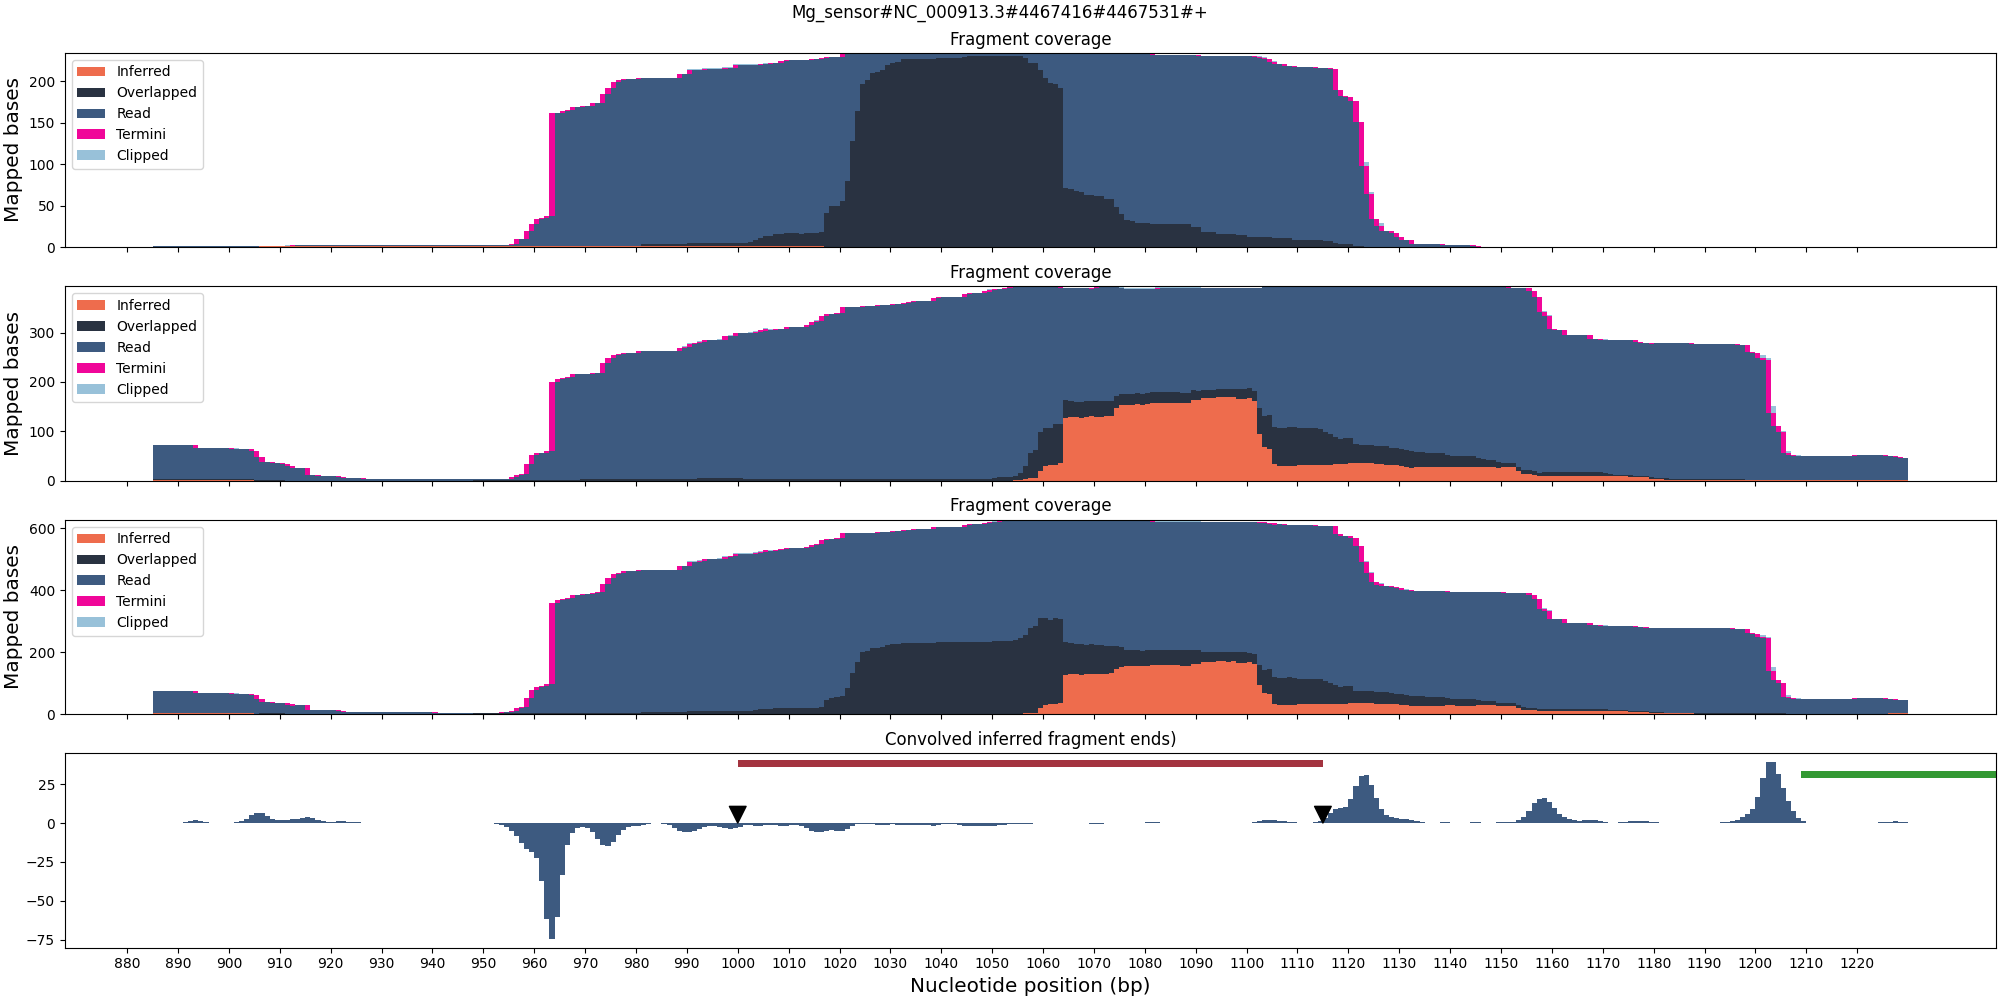 Mg_sensor#NC_000913.3#4467416#4467531#+
Fragment coverage
Mapped bases
200
150
100
50
0
Inferred
Overlapped
Read
Termini
Clipped
Fragment coverage
Mapped bases
300
200
100
0
Inferred
Overlapped
Read
Termini
Clipped
Fragment coverage
Mapped bases
600
400
200
0
Inferred
Overlapped
Read
Termini
Clipped
Convolved inferred fragment ends)
25
0
−25
−50
−75
880 890 900 910 920 930 940 950 960 970 980 990 1000 1010 1020 1030 1040 1050 1060 1070 1080 1090 1100 1110 1120 1130 1140 1150 1160 1170 1180 1190 1200 1210 1220
Nucleotide position (bp)